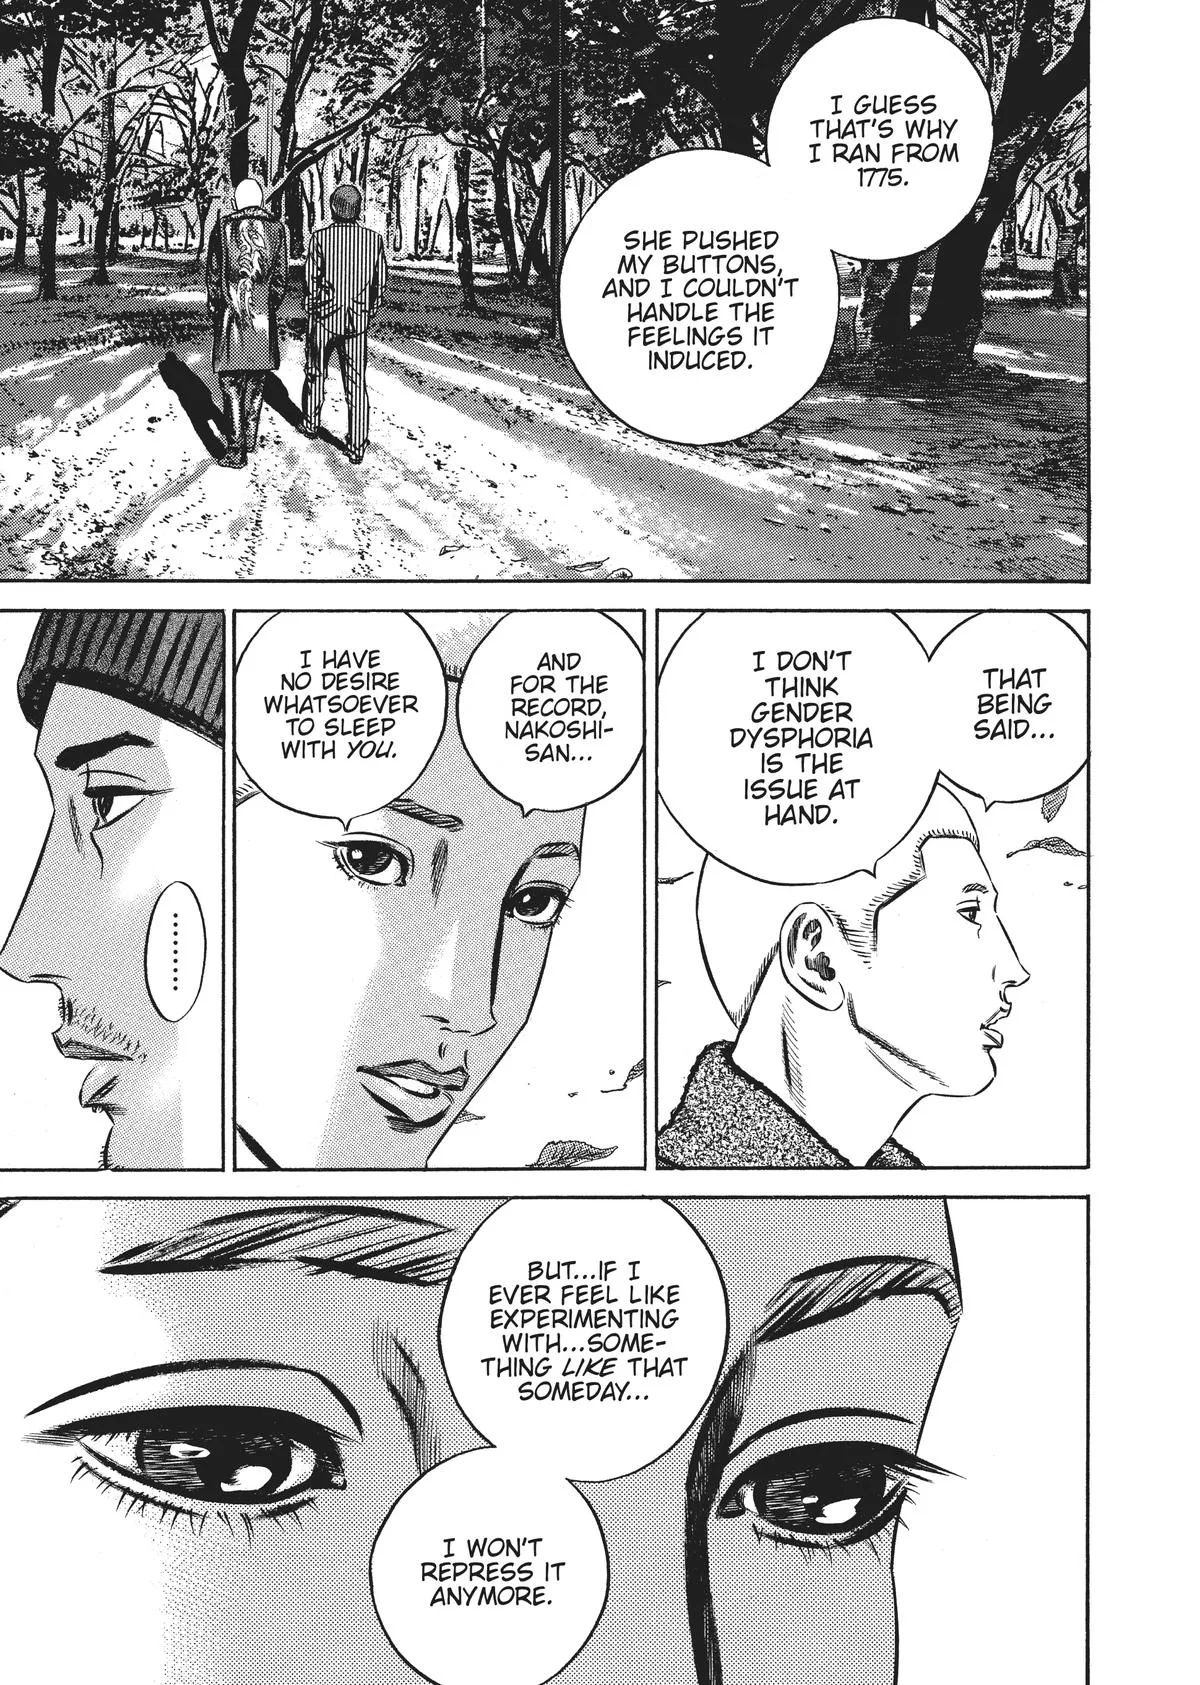 I GUESS
THAT'S WHY
I RAN FROM
1775.
SHE PUSHED
MY BUTTONS,
AND I COULDN'T
HANDLE THE
FEELINGS IT
INDUCED.
THAT
BEING
SAID...
I DON'T
THINK
GENDER
DYSPHORIA
IS THE
ISSUE AT
HAND.
AND
FOR THE
RECORD,
NAKOSHI-
SAN...
I HAVE
NO DESIRE
WHATSOEVER
TO SLEEP
WITH YOU.
.........
BUT...IF I
EVER FEEL LIKE
EXPERIMENTING
WITH...SOME-
THING LIKE THAT
SOMEDAY...
I WON'T
REPRESS IT
ANYMORE.